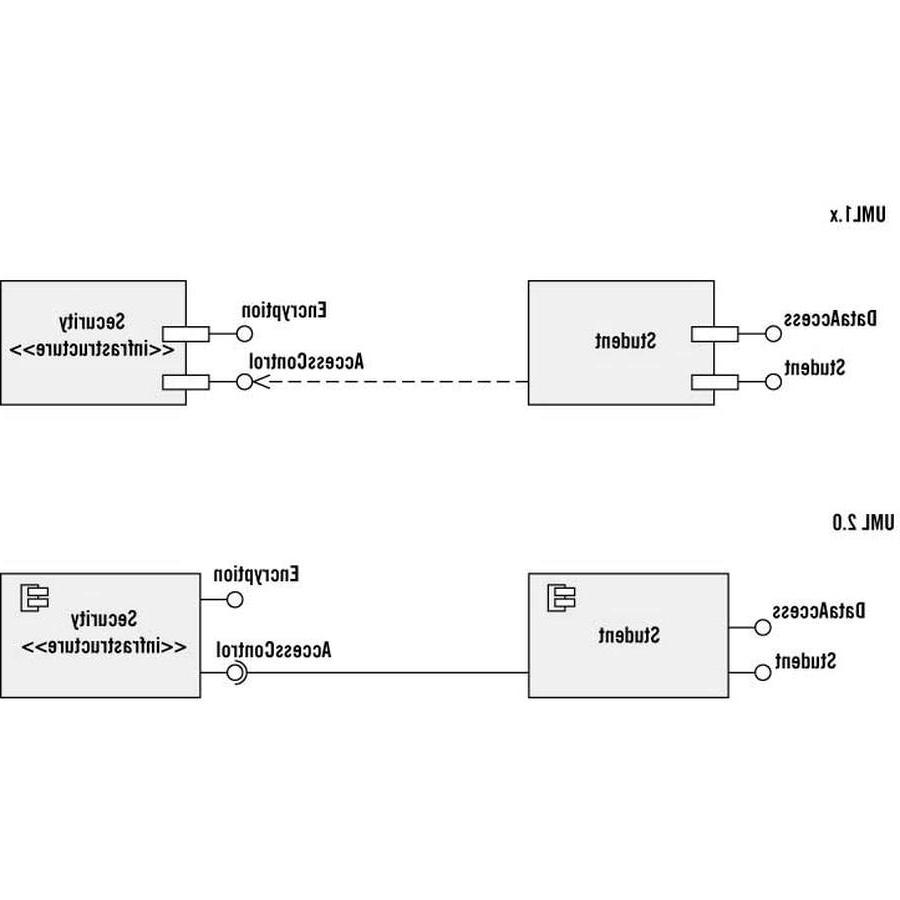 UML1.x
DataAccess
Student
Student
Encryption
AccessControl
Security
<<infrastructure>>
UML 2.0
DataAccess
Student
Student
Encryption
AccessControl
Security
<<infrastructure>>